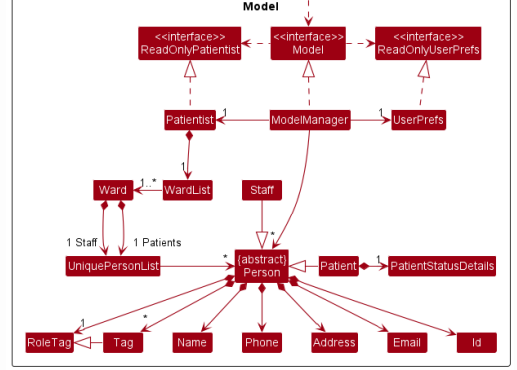 Model
<<interface>>
ReadOnlyPatientist
<<interface>>
Model
<<interface>>
ReadOnlyUserPrefs
Patientist
1
ModelManager
1
UserPrefs
1
Ward
1..*
WardList
Staff
1 Staff
1 Patients
*
UniquePersonList
*
{abstract}
Person
Patient
1
PatientStatusDetails
1
*
RoleTag
Tag
Name
Phone
Address
Email
Id